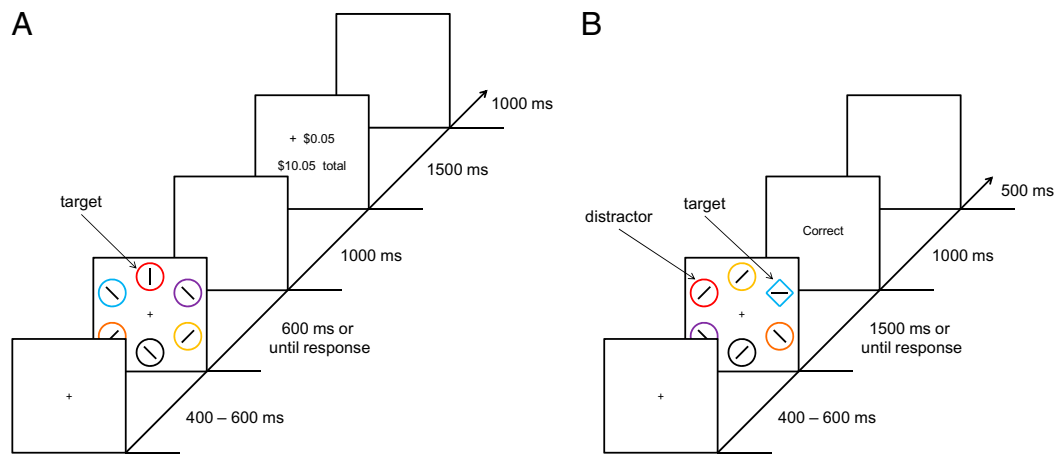 A
1000 ms
+ $0.05
$10.05 total
1500 ms
target
1000 ms
+
600 ms or
until response
+
400 – 600 ms
B
500 ms
distractor
target
Correct
1000 ms
+
1500 ms or
until response
+
400 – 600 ms